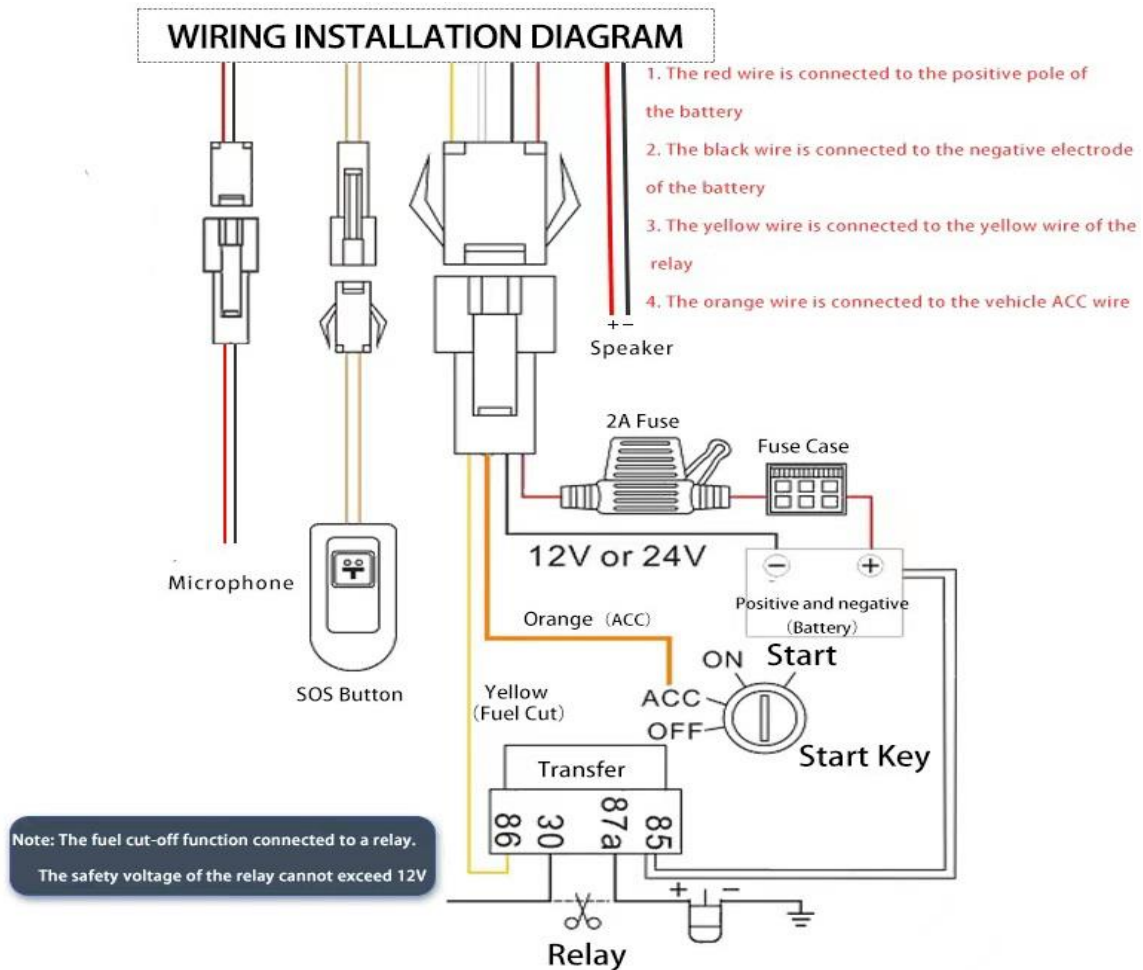 WIRING INSTALLATION DIAGRAM
1. The red wire is connected to the positive pole of
the battery
2. The black wire is connected to the negative electrode
of the battery
3. The yellow wire is connected to the yellow wire of the
relay
4. The orange wire is connected to the vehicle ACC wire
+ −
Speaker
2A Fuse
Fuse Case
12V or 24V
− +
Positive and negative
(Battery)
Microphone
Orange (ACC)
SOS Button
Yellow
(Fuel Cut)
ON
Start
ACC
OFF
Start Key
Transfer
86
30
87a
85
Note: The fuel cut-off function connected to a relay.
The safety voltage of the relay cannot exceed 12V
+ −
Relay